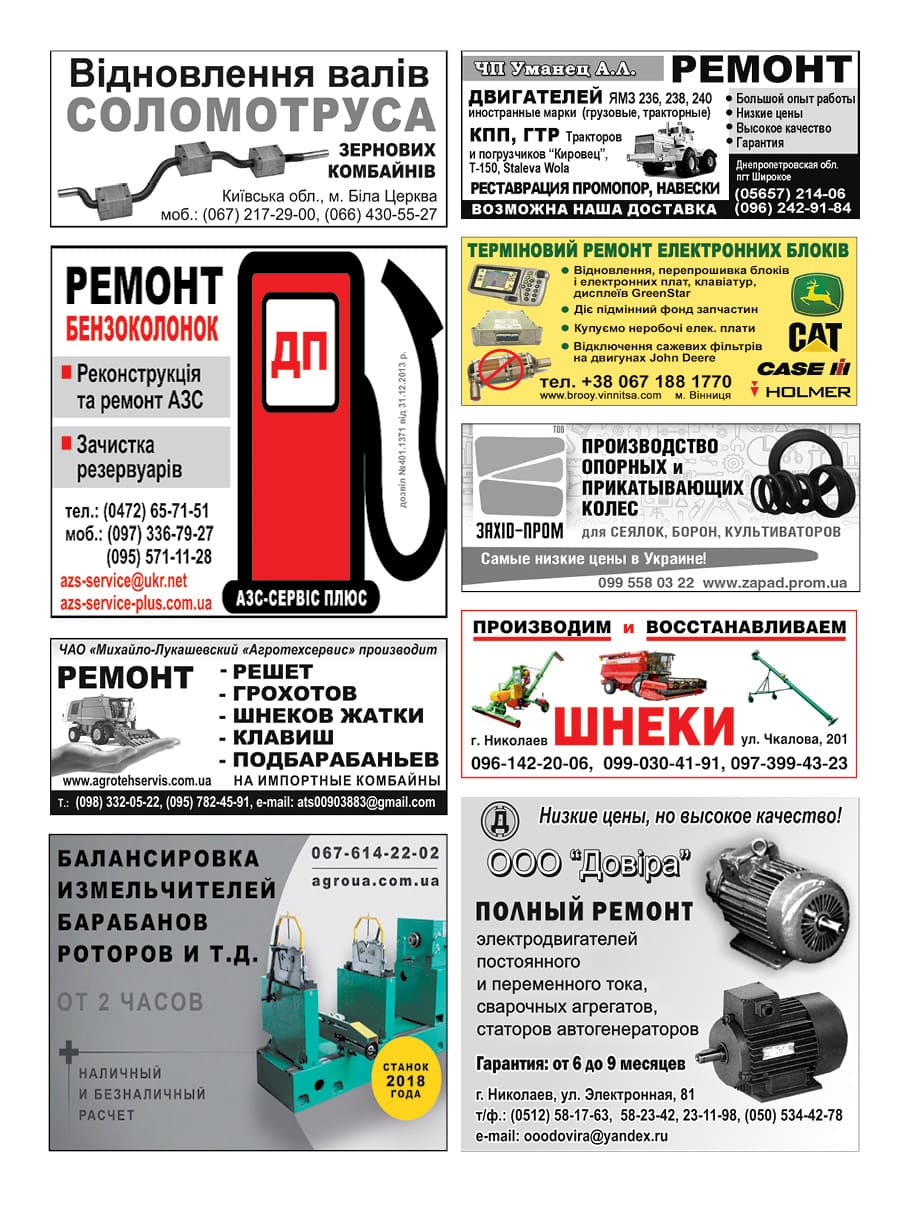 Відновлення валів
СОЛОМОТРУСА
ЗЕРНОВИХ
КОМБАЙНІВ
Київська обл., м. Біла Церква
моб.: (067) 217-29-00, (066) 430-55-27
РЕМОНТ
БЕНЗОКОЛОНОК
Реконструкція
та ремонт АЗС
Зачистка
резервуарів
тел.: (0472) 65-71-51
моб.: (097) 336-79-27
(095) 571-11-28
azs-service@ukr.net
azs-service-plus.com.ua
ДП
дозвіл №401.1371 від 31.12.2013 р.
АЗС-СЕРВІС ПЛЮС
ЧАО «Михайло-Лукашевский «Агротехсервис» производит
РЕМОНТ
- РЕШЕТ
- ГРОХОТОВ
- ШНЕКОВ ЖАТКИ
- КЛАВИШ
- ПОДБАРАБАНЬЕВ
www.agrotehservis.com.ua
НА ИМПОРТНЫЕ КОМБАЙНЫ
т.: (098) 332-05-22, (095) 782-45-91, e-mail: ats00903883@gmail.com
БАЛАНСИРОВКА
ИЗМЕЛЬЧИТЕЛЕЙ
БАРАБАНОВ
РОТОРОВ И Т.Д.
067-614-22-02
agroua.com.ua
ОТ 2 ЧАСОВ
НАЛИЧНЫЙ
И БЕЗНАЛИЧНЫЙ
РАСЧЕТ
СТАНОК
2018
ГОДА
ЧП Уманец А.Л.
РЕМОНТ
ДВИГАТЕЛЕЙ ЯМЗ 236, 238, 240
иностранные марки (грузовые, тракторные)
КПП, ГТР Тракторов
и погрузчиков "Кировец",
Т-150, Staleva Wola
РЕСТАВРАЦИЯ ПРОМОПОР, НАВЕСКИ
ВОЗМОЖНА НАША ДОСТАВКА
• Большой опыт работы
• Низкие цены
• Высокое качество
• Гарантия
Днепропетровская обл.
пгт Широкое
(05657) 214-06
(096) 242-91-84
ТЕРМІНОВИЙ РЕМОНТ ЕЛЕКТРОННИХ БЛОКІВ
• Відновлення, перепрошивка блоків
і електронних плат, клавіатур,
дисплеїв GreenStar
• Діє підмінний фонд запчастин
• Купуємо неробочі елек. плати
• Відключення сажевих фільтрів
на двигунах John Deere
тел. +38 067 188 1770
www.brooy.vinnitsa.com м. Вінниця
CAT
CASE IH
HOLMER
ТОВ
ЗАХІД-ПРОМ
ПРОИЗВОДСТВО
ОПОРНЫХ и
ПРИКАТЫВАЮЩИХ
КОЛЕС
для СЕЯЛОК, БОРОН, КУЛЬТИВАТОРОВ
Самые низкие цены в Украине!
099 558 03 22 www.zapad.prom.ua
ПРОИЗВОДИМ и ВОССТАНАВЛИВАЕМ
ШНЕКИ
г. Николаев
ул. Чкалова, 201
096-142-20-06, 099-030-41-91, 097-399-43-23
Д
Низкие цены, но высокое качество!
ООО "Довіра"
ПОЛНЫЙ РЕМОНТ
электродвигателей
постоянного
и переменного тока,
сварочных агрегатов,
статоров автогенераторов
Гарантия: от 6 до 9 месяцев
г. Николаев, ул. Электронная, 81
т/ф.: (0512) 58-17-63, 58-23-42, 23-11-98, (050) 534-42-78
e-mail: ooodovira@yandex.ru